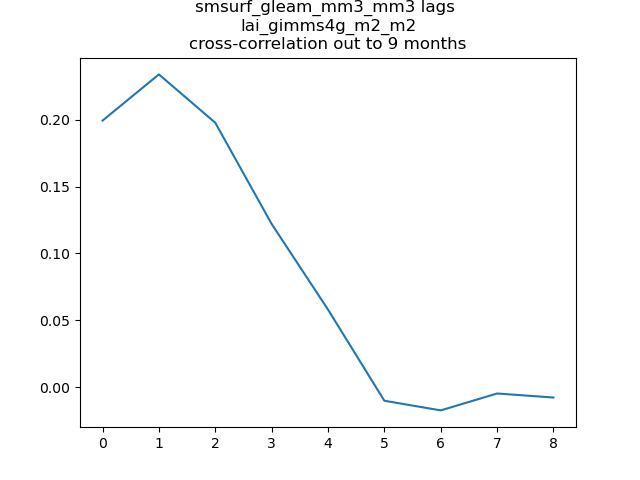 smsurf_gleam_mm3_mm3 lags
lai_gimms4g_m2_m2
cross-correlation out to 9 months
0.20
0.15
0.10
0.05
0.00
0 1 2 3 4 5 6 7 8